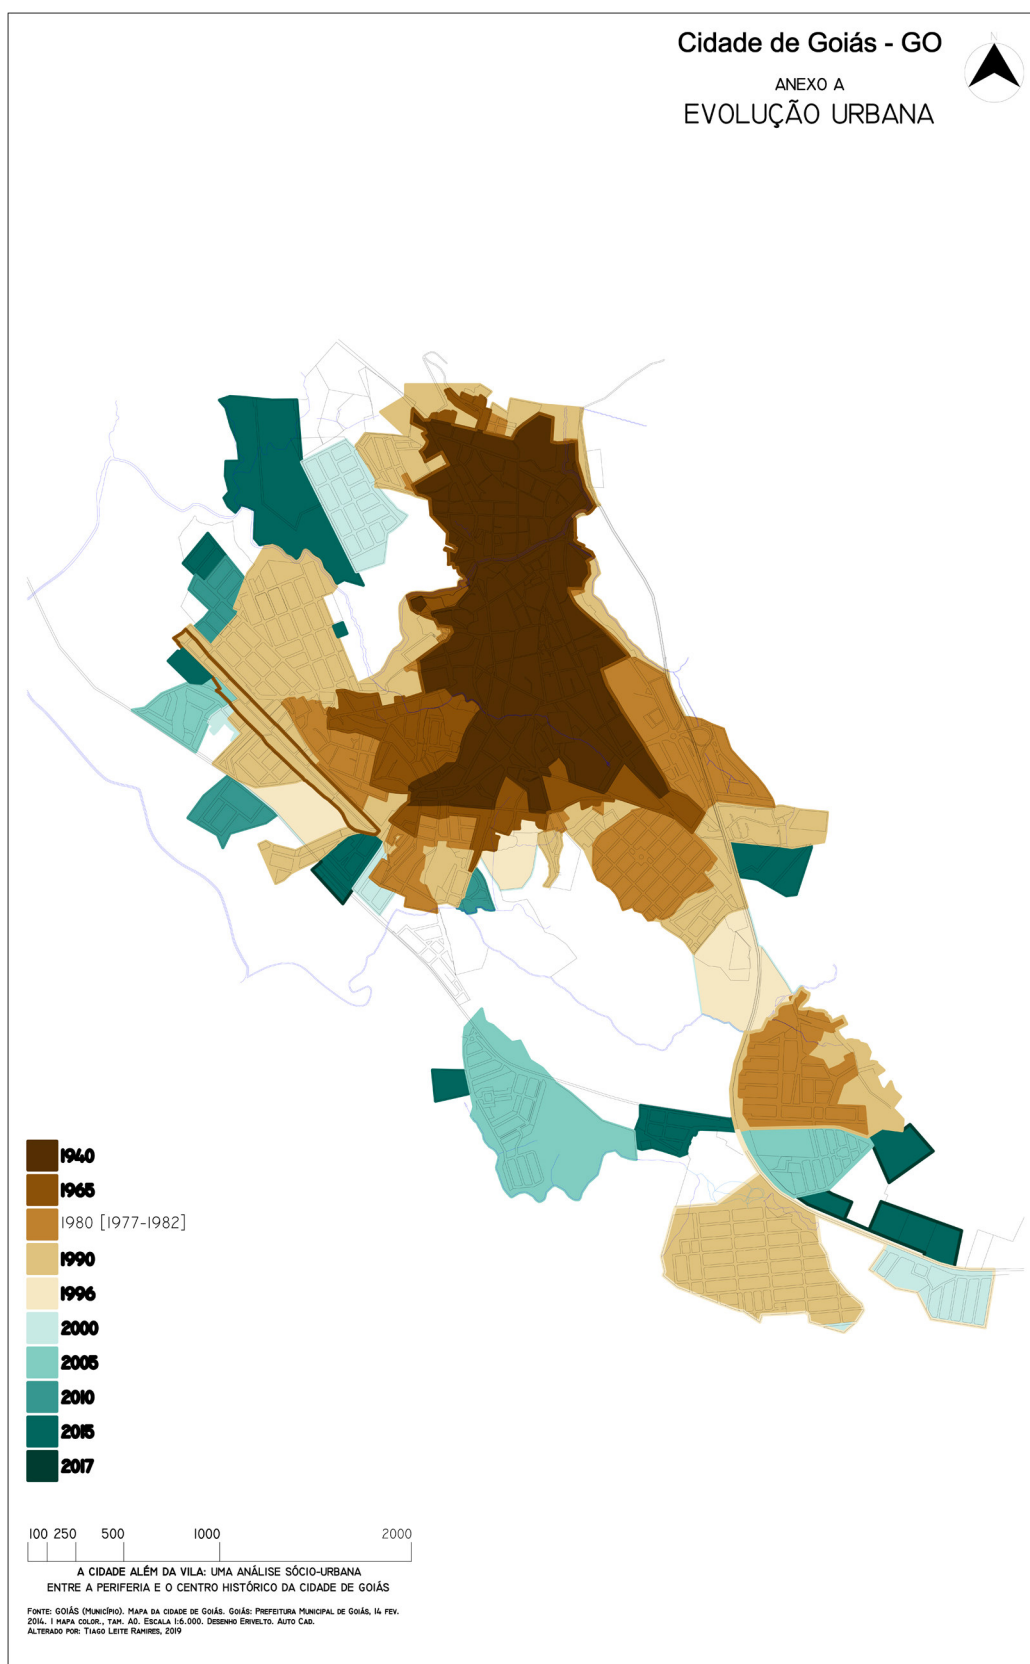 Cidade de Goiás - GO
N
ANEXO A
EVOLUÇÃO URBANA
1940
1965
1980 [1977-1982]
1990
1996
2000
2005
2010
2015
2017
100 250 500 1000 2000
A CIDADE ALÉM DA VILA: UMA ANÁLISE SÓCIO-URBANA
ENTRE A PERIFERIA E O CENTRO HISTÓRICO DA CIDADE DE GOIÁS
FONTE: GOIÁS (MUNICÍPIO). MAPA DA CIDADE DE GOIÁS. GOIÁS: PREFEITURA MUNICIPAL DE GOIÁS, 14 FEV.
2014. 1 MAPA COLOR., TAM. A0. ESCALA 1:6.000. DESENHO ERIVELTO. AUTO CAD.
ALTERADO POR: TIAGO LEITE RAMIRES, 2019